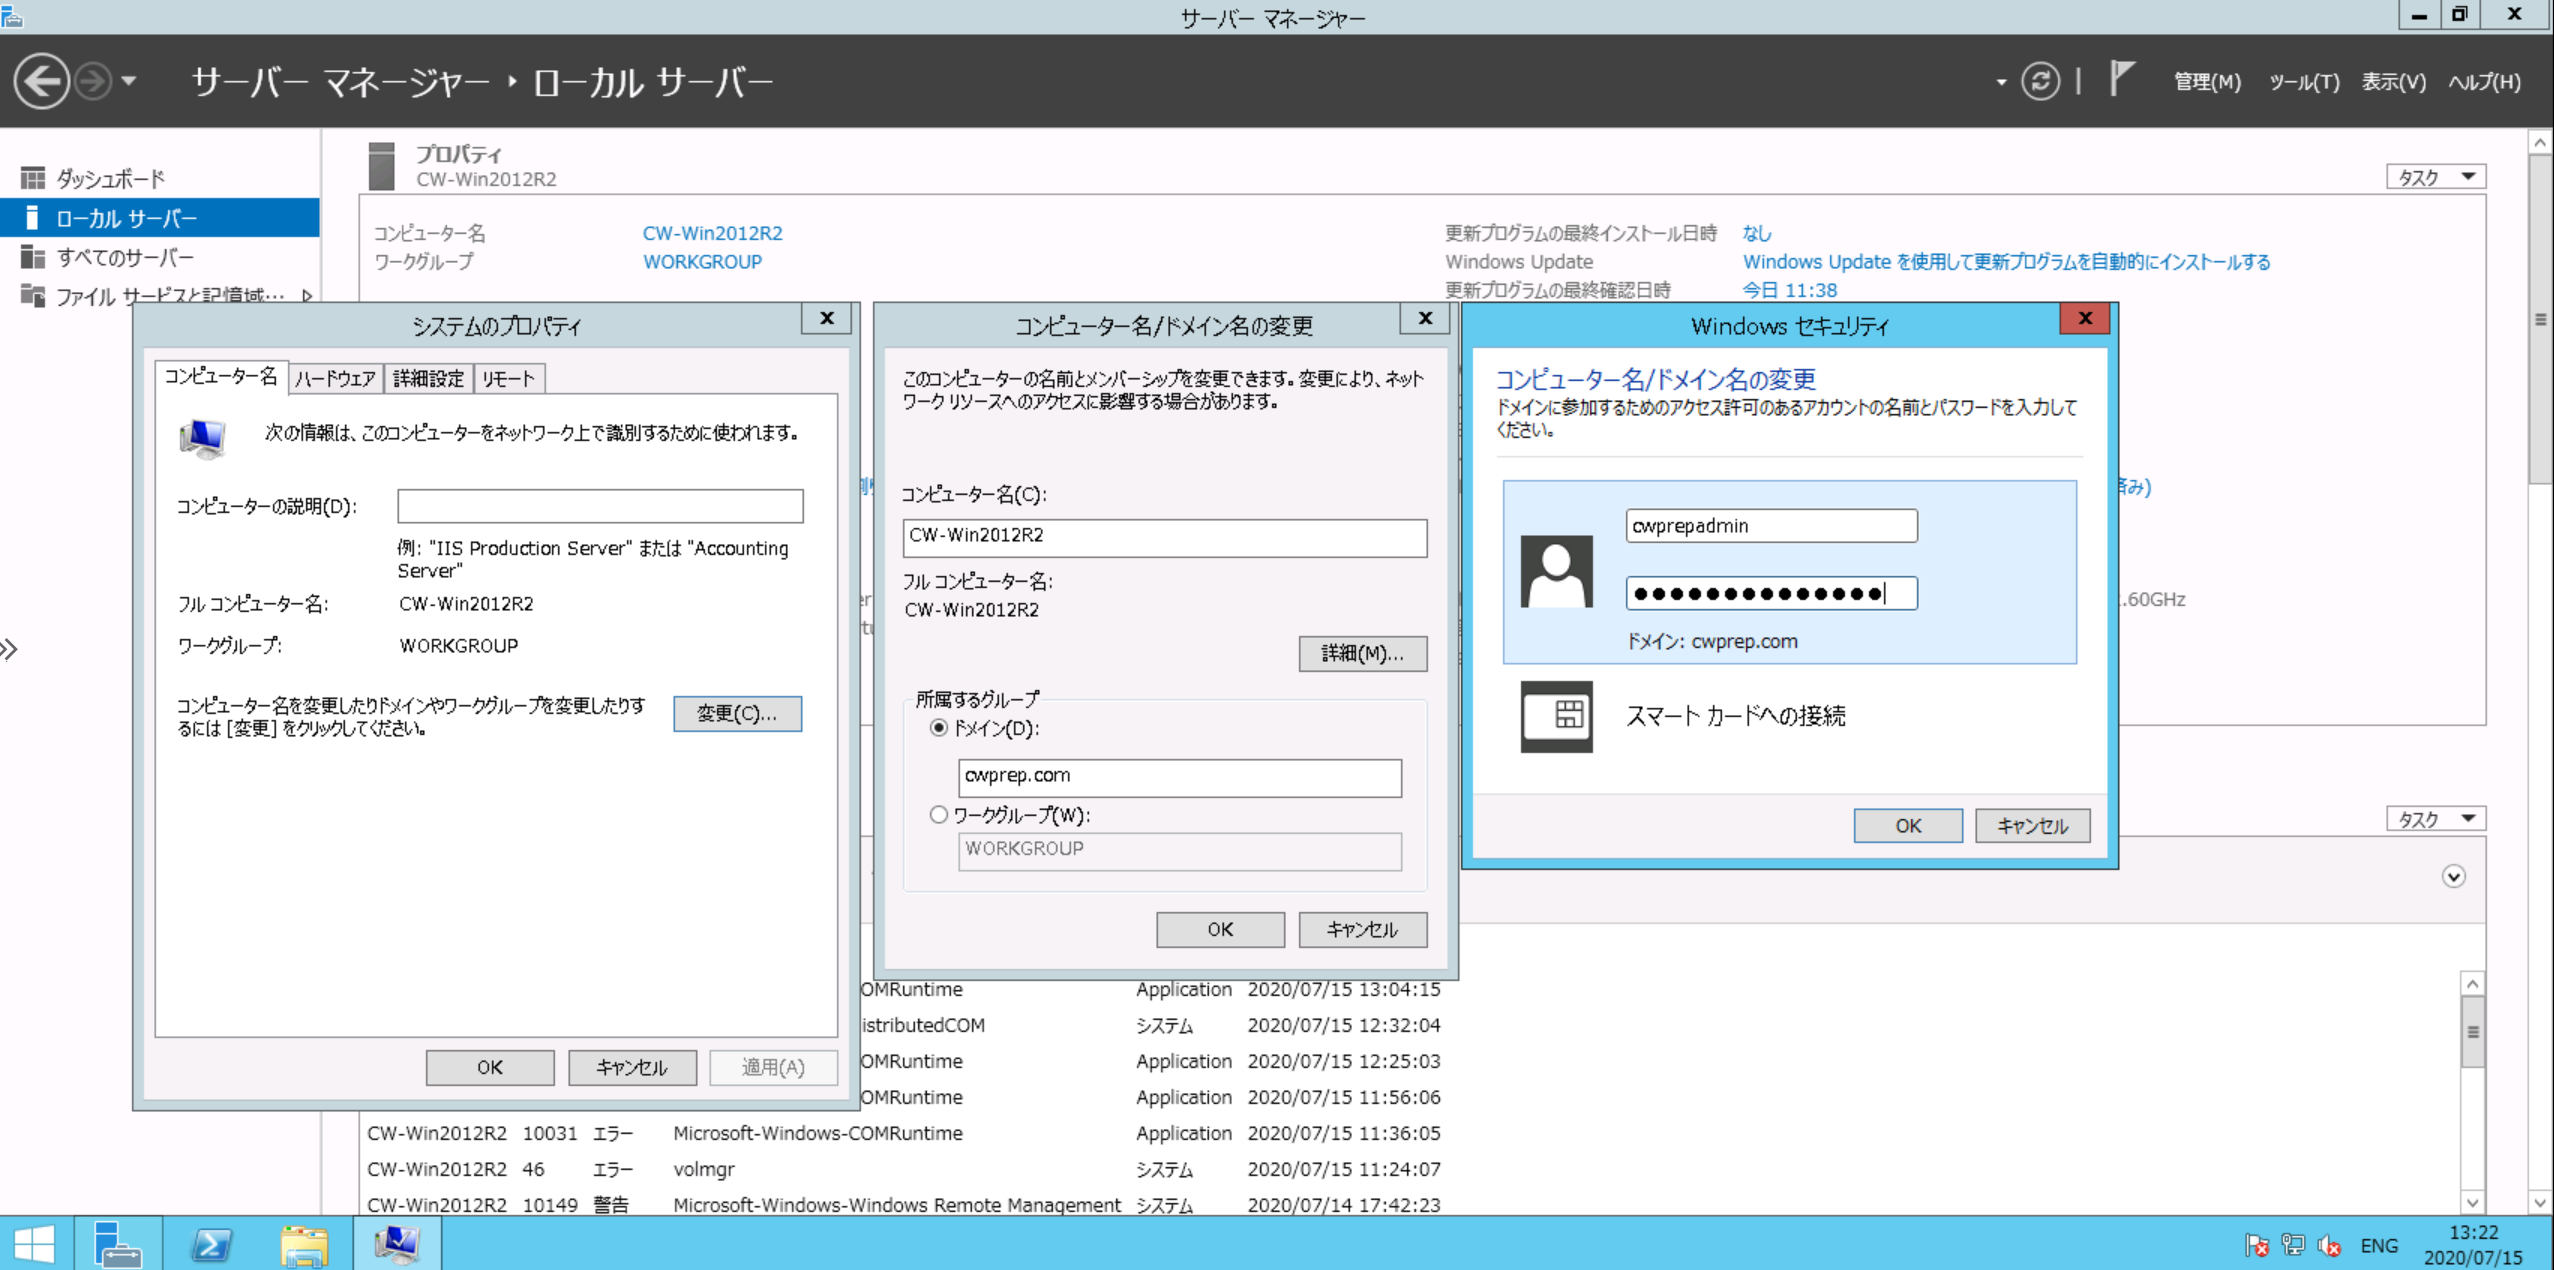 サーバー マネージャー
サーバー マネージャー ‣ ローカル サーバー
管理(M) ツール(T) 表示(V) ヘルプ(H)
ダッシュボード
ローカル サーバー
すべてのサーバー
ファイル サービスと記憶域…
プロパティ
CW-Win2012R2
タスク
コンピューター名 CW-Win2012R2
ワークグループ WORKGROUP
更新プログラムの最終インストール日時 なし
Windows Update Windows Update を使用して更新プログラムを自動的にインストールする
更新プログラムの最終確認日時 今日 11:38
システムのプロパティ
コンピューター名 ハードウェア 詳細設定 リモート
次の情報は、このコンピューターをネットワーク上で識別するために使われます。
コンピューターの説明(D):
例: "IIS Production Server" または "Accounting
Server"
フル コンピューター名: CW-Win2012R2
ワークグループ: WORKGROUP
コンピューター名を変更したりドメインやワークグループを変更したりす
るには [変更] をクリックしてください。
変更(C)...
OK キャンセル 適用(A)
コンピューター名/ドメイン名の変更
このコンピューターの名前とメンバーシップを変更できます。変更により、ネット
ワーク リソースへのアクセスに影響する場合があります。
コンピューター名(C):
CW-Win2012R2
フル コンピューター名:
CW-Win2012R2
詳細(M)...
所属するグループ
ドメイン(D):
cwprep.com
ワークグループ(W):
WORKGROUP
OK キャンセル
Windows セキュリティ
コンピューター名/ドメイン名の変更
ドメインに参加するためのアクセス許可のあるアカウントの名前とパスワードを入力して
ください。
cwprepadmin
●●●●●●●●●●●●●●
ドメイン: cwprep.com
スマート カードへの接続
OK キャンセル
済み)
.60GHz
タスク
OMRuntime Application 2020/07/15 13:04:15
istributedCOM システム 2020/07/15 12:32:04
OMRuntime Application 2020/07/15 12:25:03
OMRuntime Application 2020/07/15 11:56:06
CW-Win2012R2 10031 エラー Microsoft-Windows-COMRuntime Application 2020/07/15 11:36:05
CW-Win2012R2 46 エラー volmgr システム 2020/07/15 11:24:07
CW-Win2012R2 10149 警告 Microsoft-Windows-Windows Remote Management システム 2020/07/14 17:42:23
ENG
13:22
2020/07/15